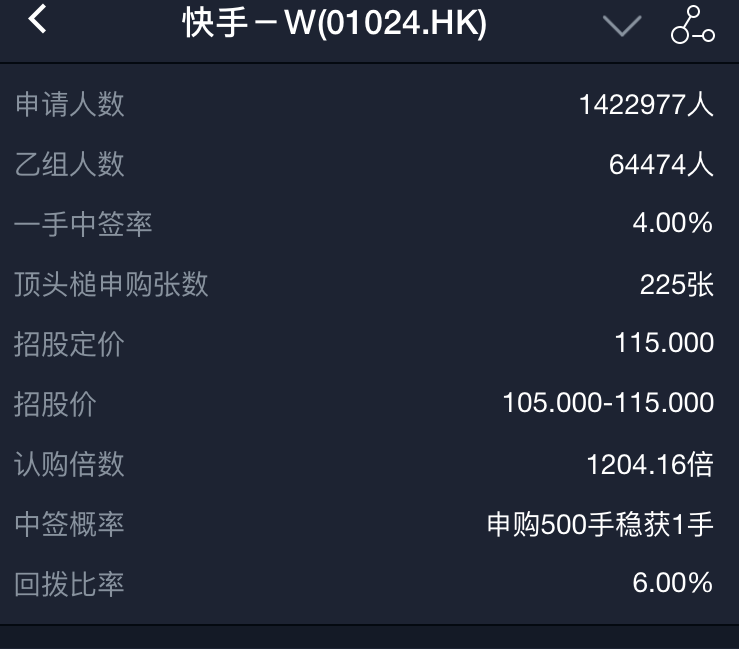 快手－W(01024.HK)
申请人数 1422977人
乙组人数 64474人
一手中签率 4.00%
顶头槌申购张数 225张
招股定价 115.000
招股价 105.000-115.000
认购倍数 1204.16倍
中签概率 申购500手稳获1手
回拨比率 6.00%